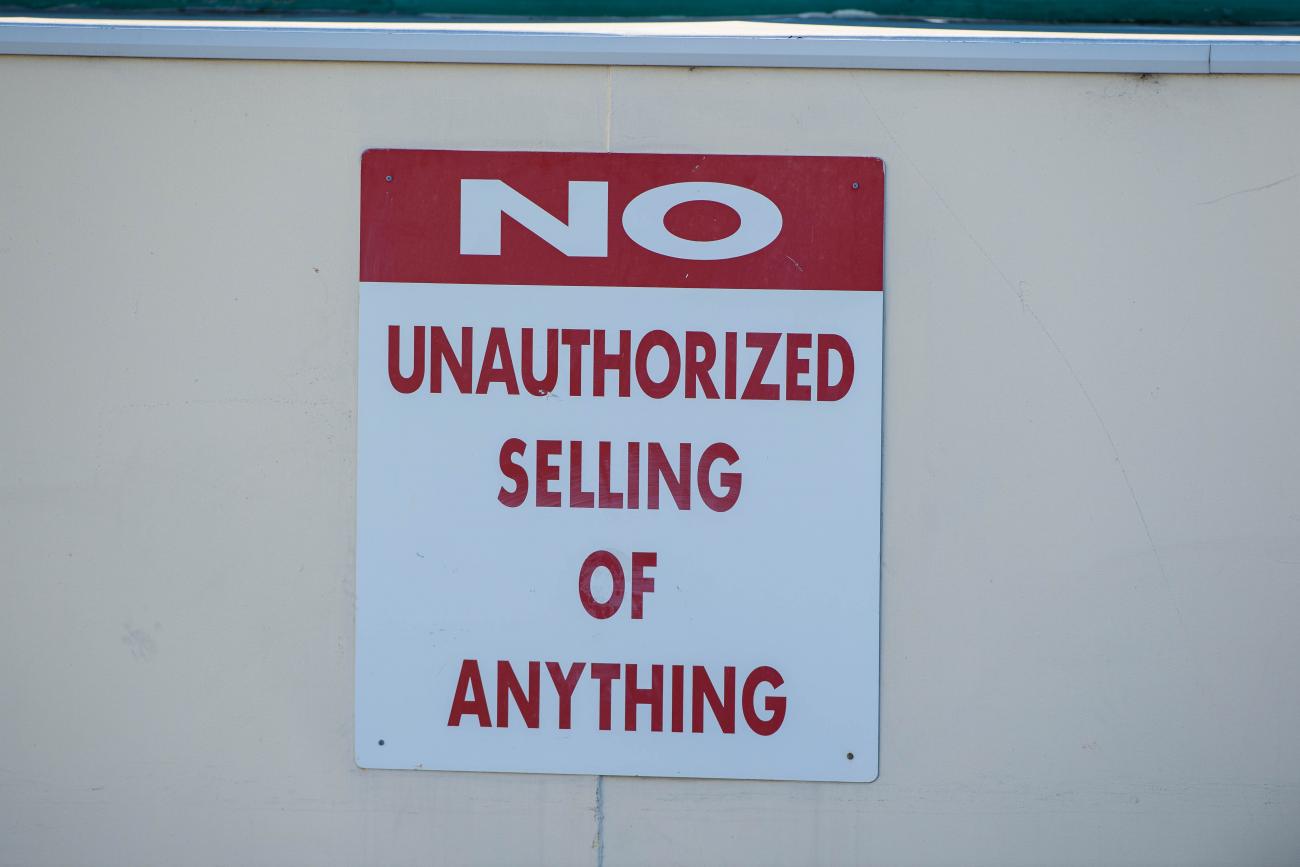 NO
UNAUTHORIZED
SELLING
OF
ANYTHING